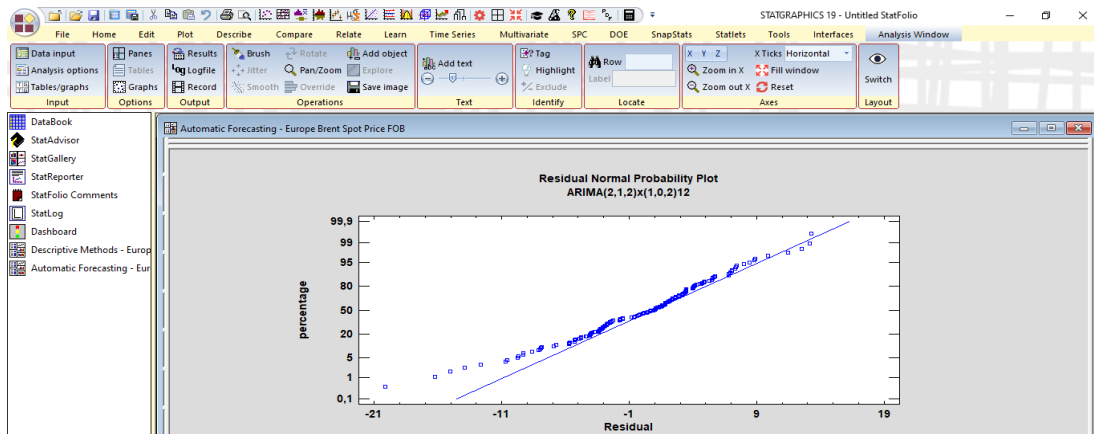 STATGRAPHICS 19 - Untitled StatFolio
File Home Edit Plot Describe Compare Relate Learn Time Series Multivariate SPC DOE SnapStats Statlets Tools Interfaces Analysis Window
Data input Panes Results Brush Rotate Add object Add text Tag Row X Y Z X Ticks Horizontal
Analysis options Tables Log Logfile Jitter Pan/Zoom Explore Highlight Label Zoom in X Fill window Switch
Tables/graphs Graphs Record Smooth Override Save image Exclude Zoom out X Reset
Input Options Output Operations Text Identify Locate Axes Layout
DataBook
StatAdvisor
StatGallery
StatReporter
StatFolio Comments
StatLog
Dashboard
Descriptive Methods - Europ
Automatic Forecasting - Eur
Automatic Forecasting - Europe Brent Spot Price FOB
Residual Normal Probability Plot
ARIMA(2,1,2)x(1,0,2)12
percentage
99,9
99
95
80
50
20
5
1
0,1
-21 -11 -1 9 19
Residual